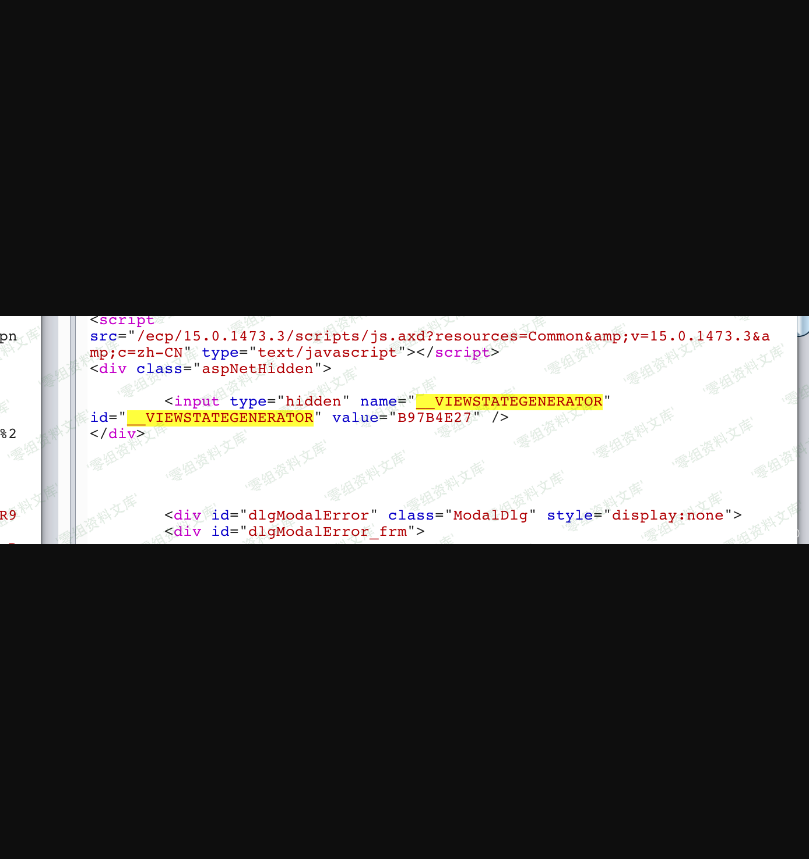 <script
pn
src="/ecp/15.0.1473.3/scripts/js.axd?resources=Common&amp;v=15.0.1473.3&a
mp;c=zh-CN" type="text/javascript"></script>
<div class="aspNetHidden">
<input type="hidden" name="__VIEWSTATEGENERATOR"
id="__VIEWSTATEGENERATOR" value="B97B4E27" />
%2
</div>
R9
<div id="dlgModalError" class="ModalDlg" style="display:none">
<div id="dlgModalError_frm">
零组资料文库